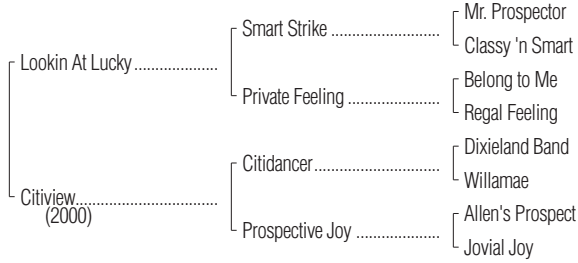 Mr. Prospector
Smart Strike ........................
Classy 'n Smart
Lookin At Lucky ....................
Belong to Me
Private Feeling ....................
Regal Feeling
Dixieland Band
Citidancer...........................
Willamae
Citiview................................
(2000)
Allen's Prospect
Prospective Joy ..................
Jovial Joy